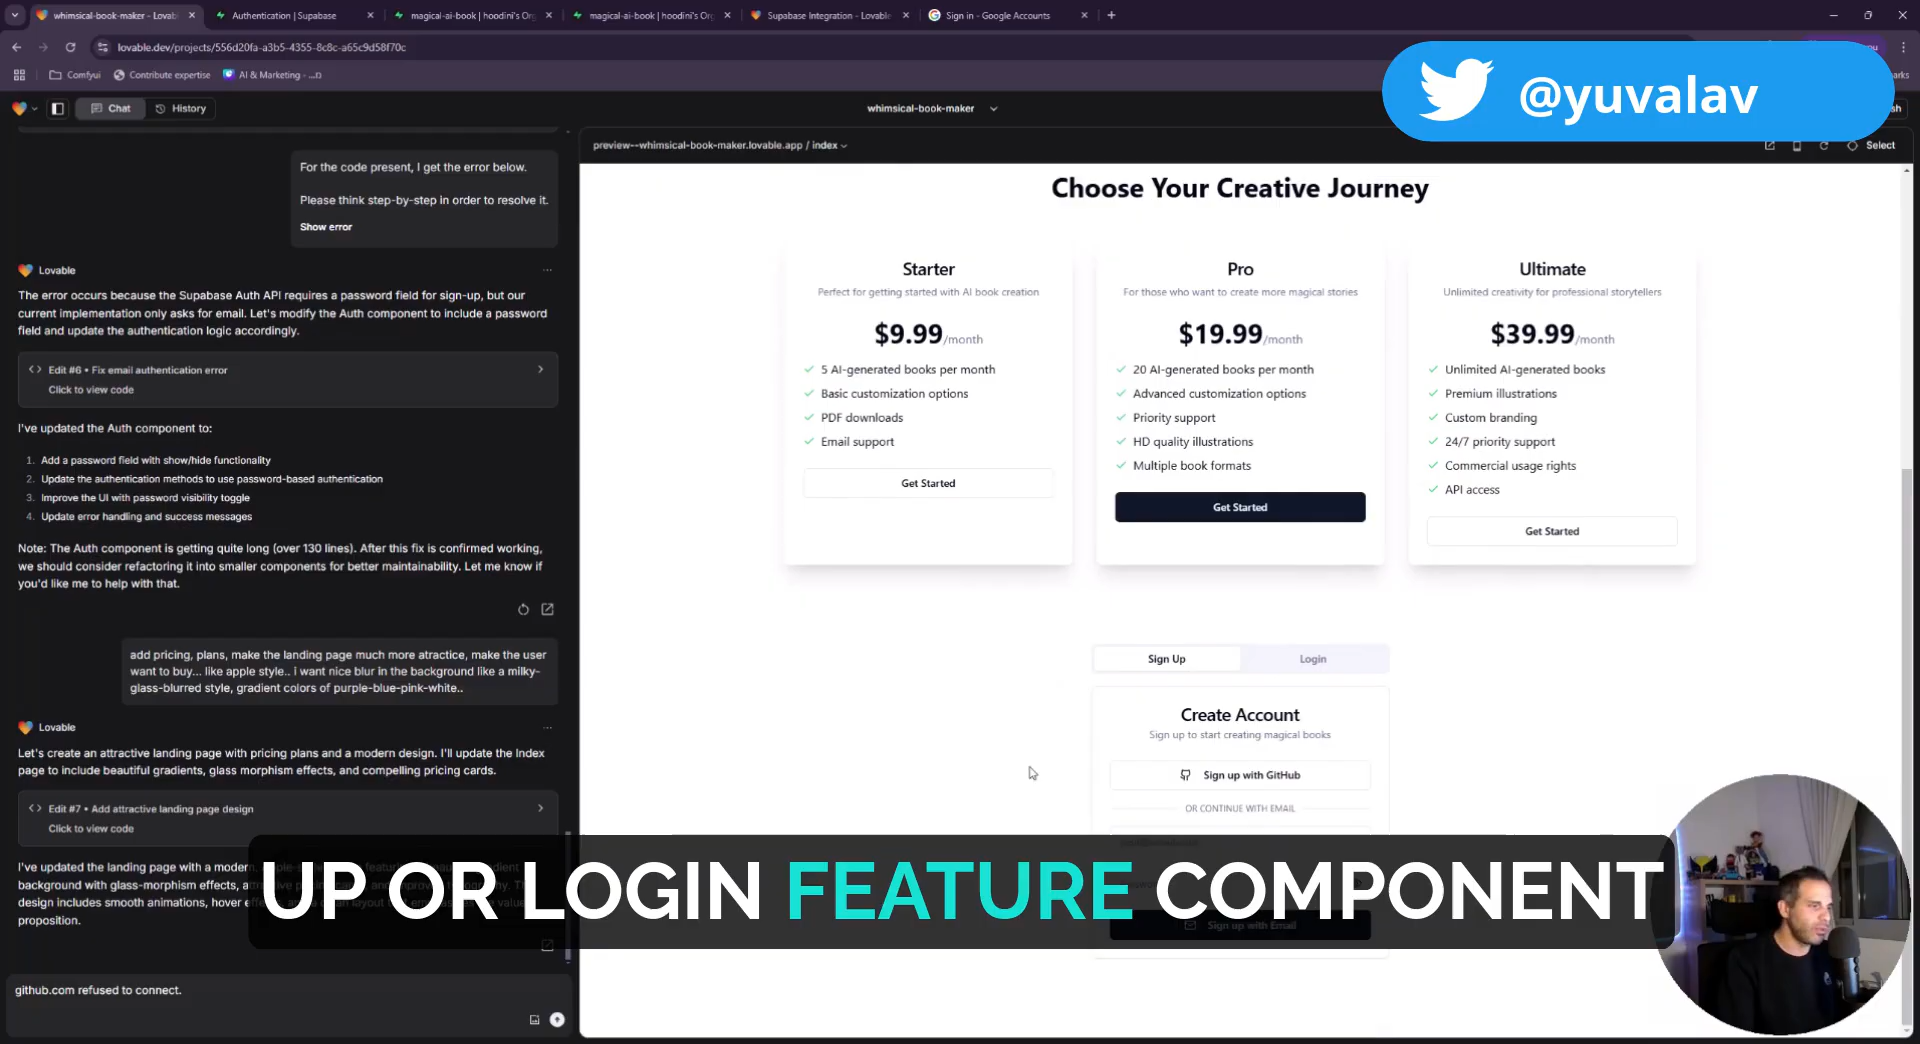 whimsical-book-maker - Lovabl
Authentication | Supabase
magical-ai-book | hoodini's Org
magical-ai-book | hoodini's Org
Supabase Integration - Lovable
Sign in - Google Accounts
lovable.dev/projects/556d20fa-a3b5-4355-8c8c-a65c9d58f70c
Comfyui
Contribute expertise
AI & Marketing - ...מ
@yuvalav
Chat
History
whimsical-book-maker
preview--whimsical-book-maker.lovable.app / index
Select
For the code present, I get the error below.
Please think step-by-step in order to resolve it.
Show error
Lovable
The error occurs because the Supabase Auth API requires a password field for sign-up, but our
current implementation only asks for email. Let's modify the Auth component to include a password
field and update the authentication logic accordingly.
Edit #6 • Fix email authentication error
Click to view code
I've updated the Auth component to:
1. Add a password field with show/hide functionality
2. Update the authentication methods to use password-based authentication
3. Improve the UI with password visibility toggle
4. Update error handling and success messages
Note: The Auth component is getting quite long (over 130 lines). After this fix is confirmed working,
we should consider refactoring it into smaller components for better maintainability. Let me know if
you'd like me to help with that.
add pricing, plans, make the landing page much more atractice, make the user
want to buy... like apple style.. i want nice blur in the background like a milky-
glass-blurred style, gradient colors of purple-blue-pink-white..
Lovable
Let's create an attractive landing page with pricing plans and a modern design. I'll update the Index
page to include beautiful gradients, glass morphism effects, and compelling pricing cards.
Edit #7 • Add attractive landing page design
Click to view code
I've updated the landing page with a modern,
background with glass-morphism effects,
design includes smooth animations, hover
proposition.
github.com refused to connect.
Choose Your Creative Journey
Starter
Perfect for getting started with AI book creation
$9.99/month
5 AI-generated books per month
Basic customization options
PDF downloads
Email support
Get Started
Pro
For those who want to create more magical stories
$19.99/month
20 AI-generated books per month
Advanced customization options
Priority support
HD quality illustrations
Multiple book formats
Get Started
Ultimate
Unlimited creativity for professional storytellers
$39.99/month
Unlimited AI-generated books
Premium illustrations
Custom branding
24/7 priority support
Commercial usage rights
API access
Get Started
Sign Up
Login
Create Account
Sign up to start creating magical books
Sign up with GitHub
OR CONTINUE WITH EMAIL
Sign up with Email
UP OR LOGIN FEATURE COMPONENT